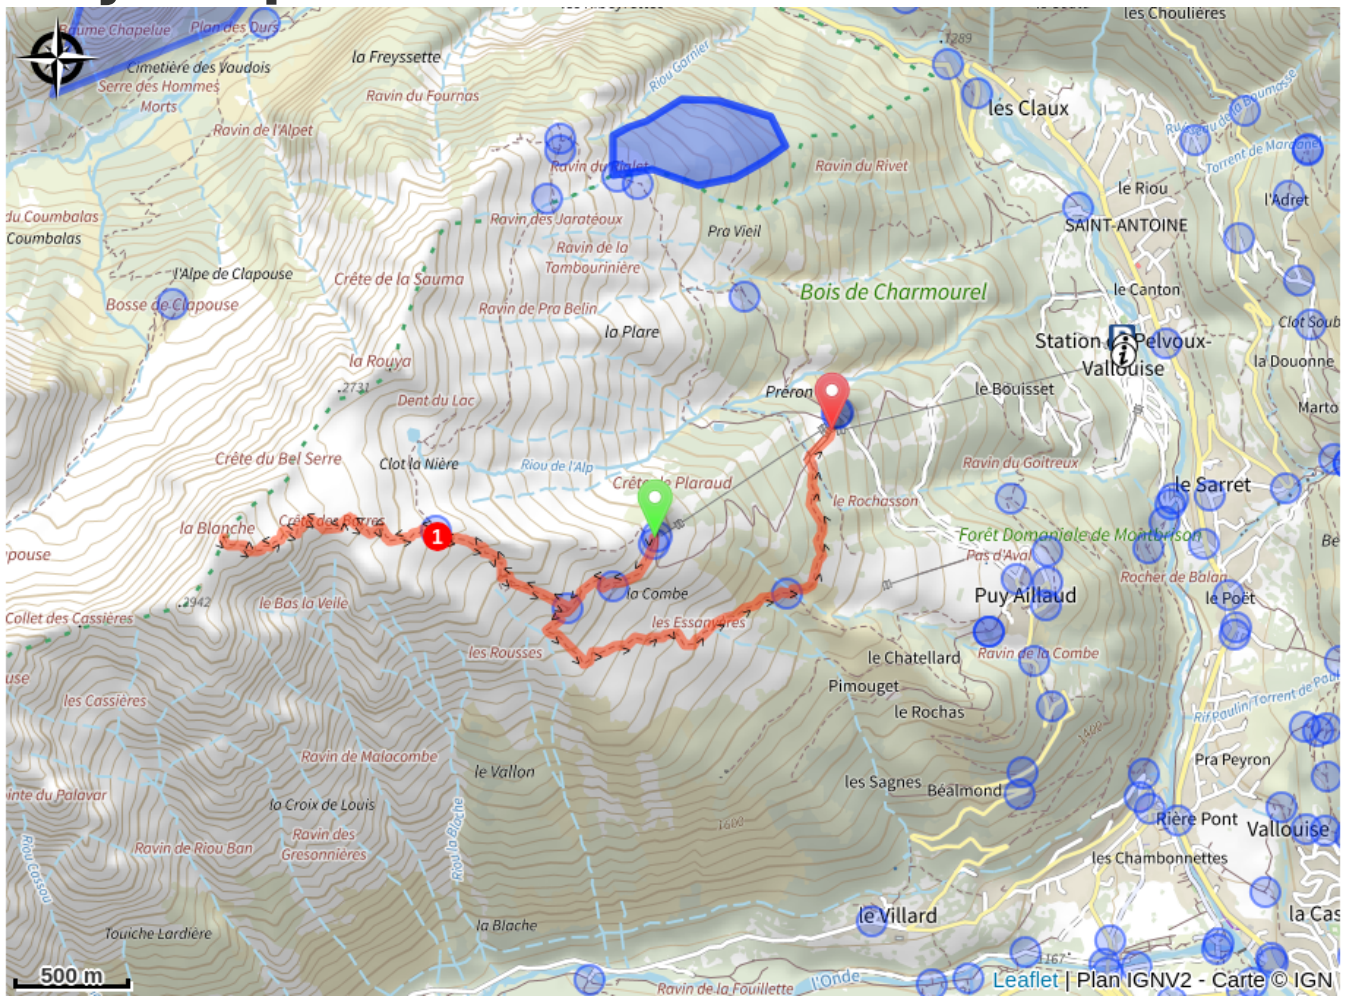 Baume Chapelue
Plan des Durs
les Choulières
1289
la Freyssette
Riou Garnier
Cimetière des Vaudois
Serre des Hommes
Morts
Ravin du Fournas
les Claux
Ravin de l'Alpet
Torrent de
Ravin du Rivet
le Riou
l'Adret
du Coumbalas
Coumbalas
Ravin des Jarateoux
Pra Vieil
SAINT-ANTOINE
Ravin de la
Tambourinière
l'Alpe de Clapouse
Crête de la Sauma
Bosse de Clapouse
Bois de Charmourel
le Canton
Ravin de Pra Belin
la Plare
Clot Soub
Station
Pelvoux-
Vallouise
la Rouya
la Douonne
.2731
Préron
le Bouisset
Dent du Lac
Marto
Crête du Bel Serre
Clot la Nière
Riou de l'Alp
Ravin du Goitreux
Crête de Plaraud
le Sarret
le Rochasson
la Blanche
1
Forêt Domaniale de Montbrison
Be
pouse
Pas d'Aval
Rocher de Balan
le Bas la Veile
la Combe
Puy Aillaud
le Poët
.2942
Collet des Cassières
les Rousses
Ravin de la Combe
le Chatellard
use
Pimouget
les Cassières
le Rochas
Rif Paulin/Torrent de Pau
1400
Ravin de Malacombe
le Vallon
Pra Peyron
les Sagnes
Béalmond
ointe du Palavar
la Croix de Louis
Rière Pont
1600
Vallouise
Ravin des
Gresonnières
Ravin de Riou Ban
Riou la Blache
les Chambonnettes
Riou Cassou
le Villard
la Cas
la Blache
Touiche Lardière
1167
500 m
l'Onde
Ravin de la Fouillette
Leaflet | Plan IGNV2 - Carte © IGN